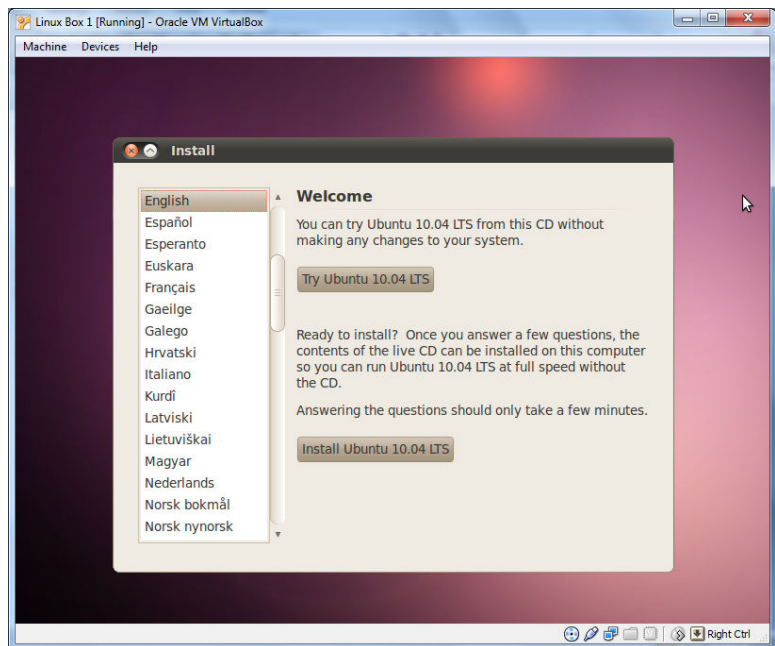 Linux Box 1 [Running] - Oracle VM VirtualBox
Machine Devices Help
Install
English
Español
Esperanto
Euskara
Français
Gaeilge
Galego
Hrvatski
Italiano
Kurdî
Latviski
Lietuviškai
Magyar
Nederlands
Norsk bokmål
Norsk nynorsk
Welcome
You can try Ubuntu 10.04 LTS from this CD without
making any changes to your system.
Try Ubuntu 10.04 LTS
Ready to install? Once you answer a few questions, the
contents of the live CD can be installed on this computer
so you can run Ubuntu 10.04 LTS at full speed without
the CD.
Answering the questions should only take a few minutes.
Install Ubuntu 10.04 LTS
Right Ctrl